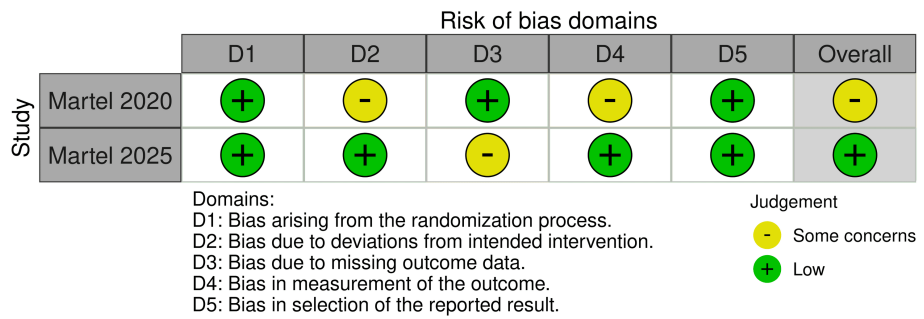 Risk of bias domains
D1 D2 D3 D4 D5 Overall
Study
Martel 2020 + - + - + -
Martel 2025 + + - + + +
Domains:
D1: Bias arising from the randomization process.
D2: Bias due to deviations from intended intervention.
D3: Bias due to missing outcome data.
D4: Bias in measurement of the outcome.
D5: Bias in selection of the reported result.
Judgement
- Some concerns
+ Low